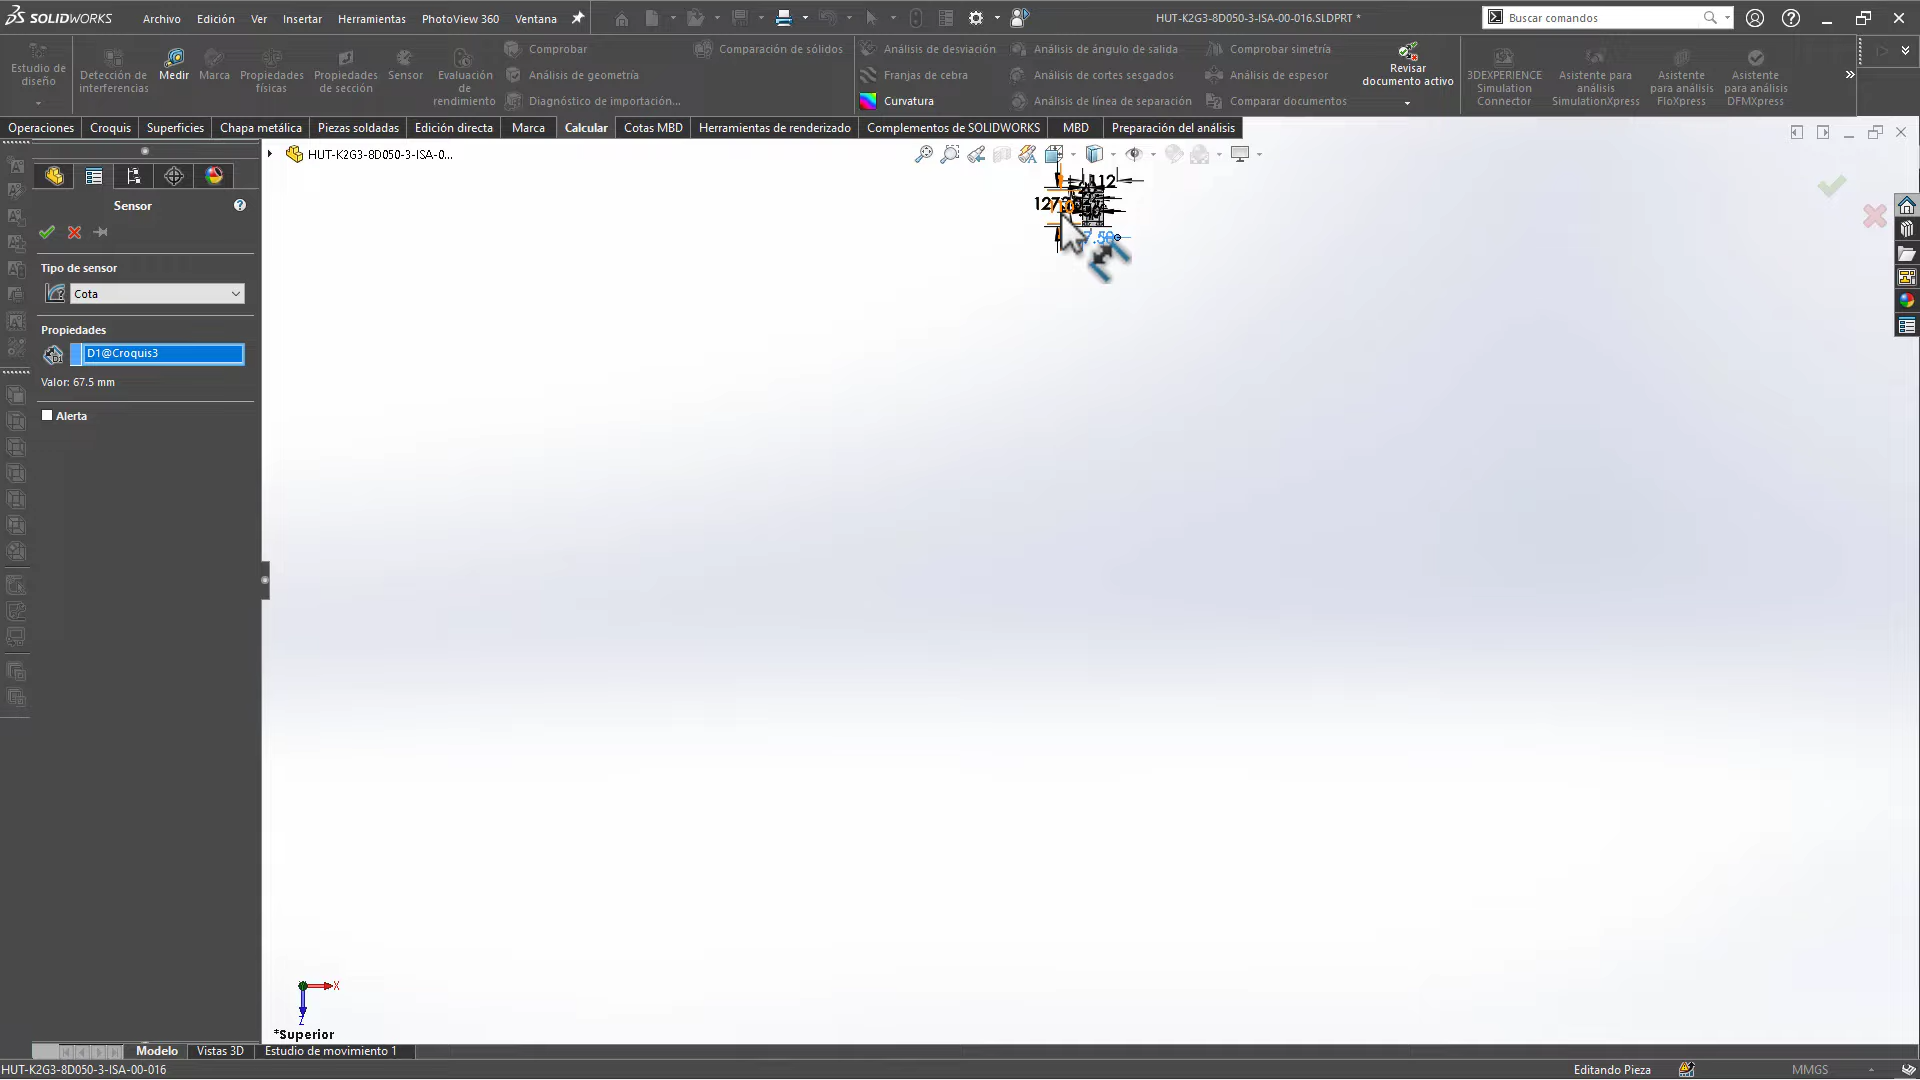 SOLIDWORKS
Archivo Edición Ver Insertar Herramientas PhotoView 360 Ventana
HUT-K2G3-8D050-3-ISA-00-016.SLDPRT *
Buscar comandos
Estudio de diseño
Detección de interferencias
Medir
Marca
Propiedades físicas
Propiedades de sección
Sensor
Evaluación de rendimiento
Comprobar
Análisis de geometría
Diagnóstico de importación...
Comparación de sólidos
Análisis de desviación
Franjas de cebra
Curvatura
Análisis de ángulo de salida
Análisis de cortes sesgados
Análisis de línea de separación
Comprobar simetría
Análisis de espesor
Comparar documentos
Revisar documento activo
3DEXPERIENCE Simulation Connector
Asistente para análisis SimulationXpress
Asistente para análisis FloXpress
Asistente para análisis DFMXpress
Operaciones Croquis Superficies Chapa metálica Piezas soldadas Edición directa Marca Calcular Cotas MBD Herramientas de renderizado Complementos de SOLIDWORKS MBD Preparación del análisis
HUT-K2G3-8D050-3-ISA-0...
Sensor
Tipo de sensor
Cota
Propiedades
D1@Croquis3
Valor: 67.5 mm
Alerta
X
Z
*Superior
Modelo Vistas 3D Estudio de movimiento 1
HUT-K2G3-8D050-3-ISA-00-016
Editando Pieza
MMGS